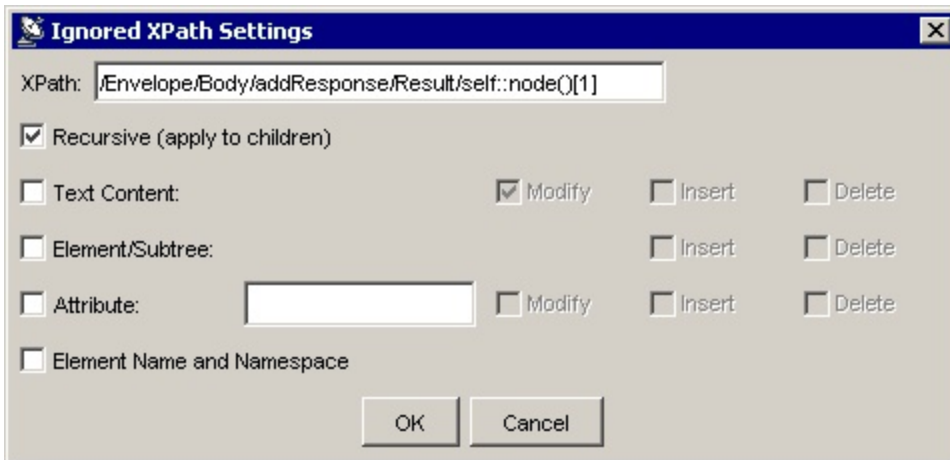 Ignored XPath Settings
XPath: /Envelope/Body/addResponse/Result/self::node()[1]
Recursive (apply to children)
Text Content: Modify Insert Delete
Element/Subtree: Insert Delete
Attribute: Modify Insert Delete
Element Name and Namespace
OK Cancel